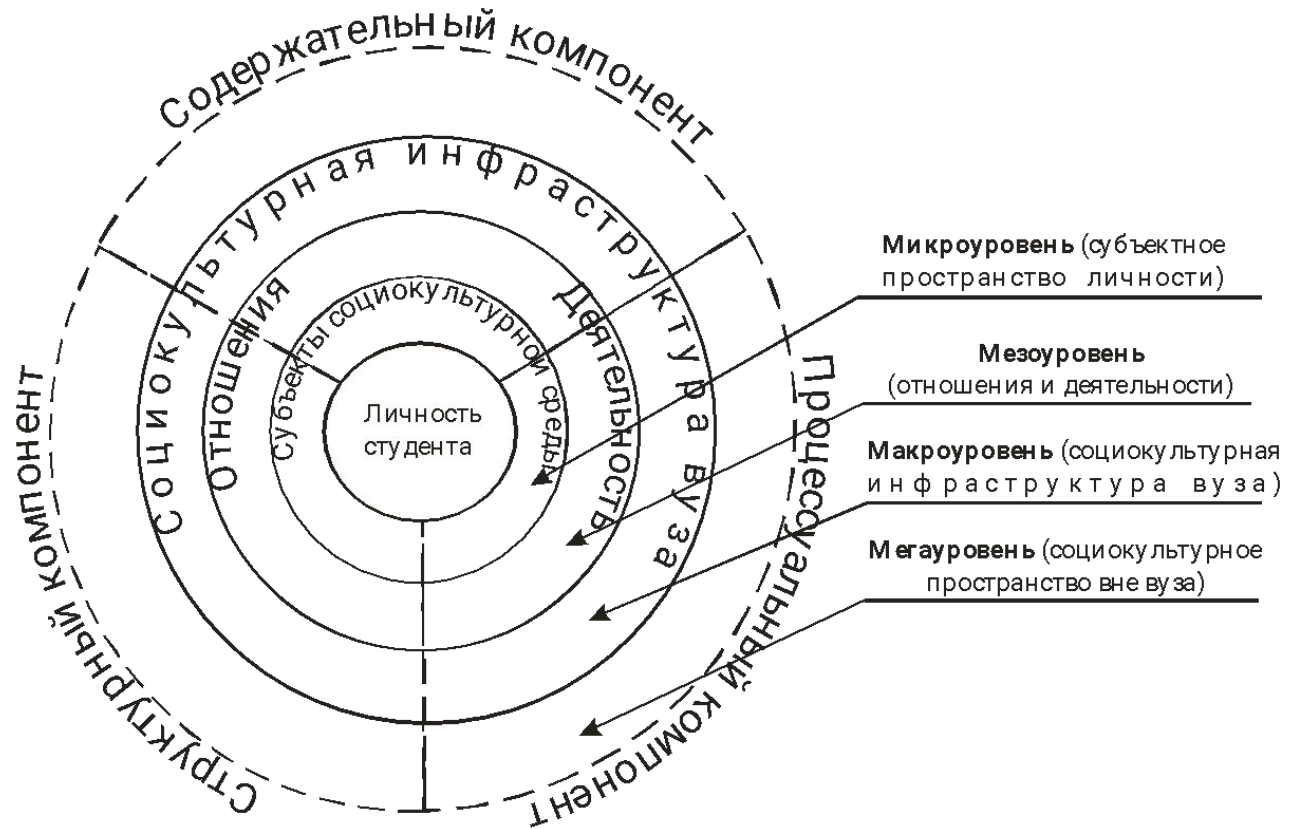 Содержательный компонент
Социокультурная инфраструктура вуза
Отношения
Деятельность
Субъекты социокультурной среды
Личность
студента
Структурный компонент
Процессуальный компонент
Микроуровень (субъектное
пространство личности)
Мезоуровень
(отношения и деятельности)
Макроуровень (социокультурная
инфраструктура вуза)
Мегауровень (социокультурное
пространство вне вуза)